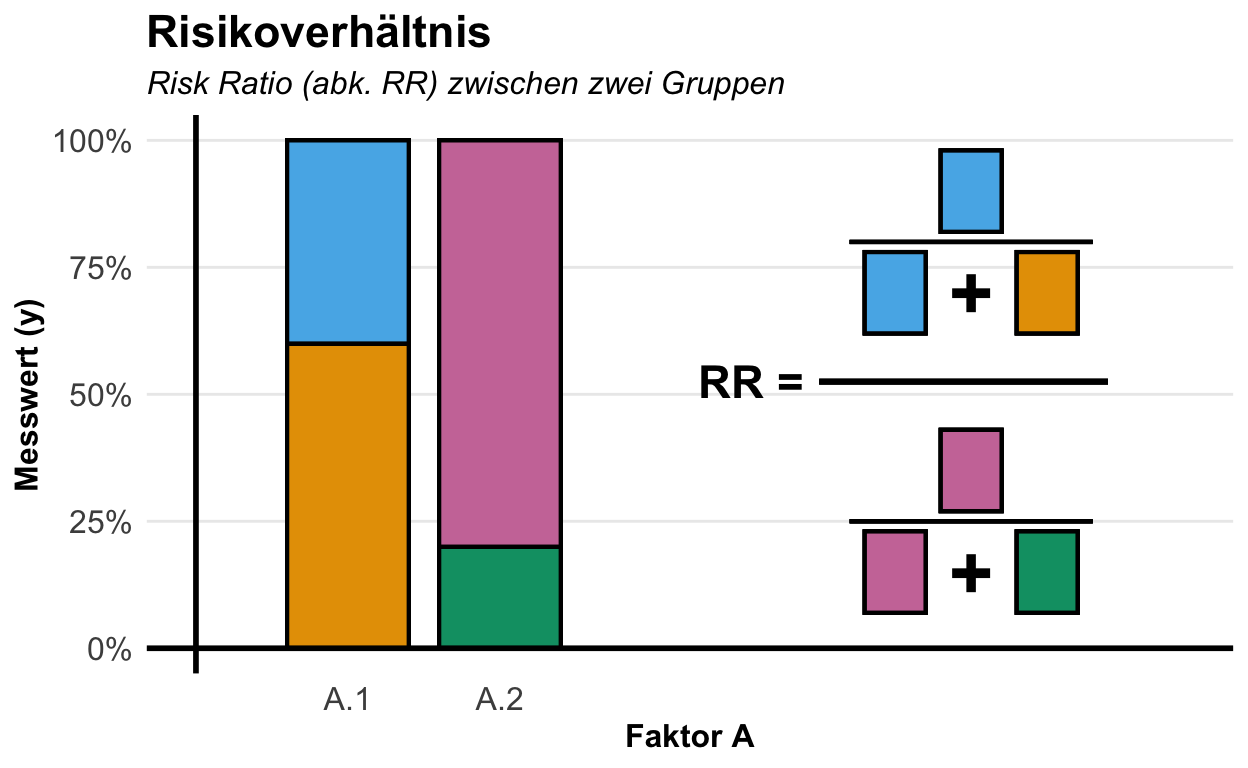 Risikoverhältnis
Risk Ratio (abk. RR) zwischen zwei Gruppen
100%
75%
50%
25%
0%
Messwert (y)
A.1
A.2
Faktor A
RR =
+
+